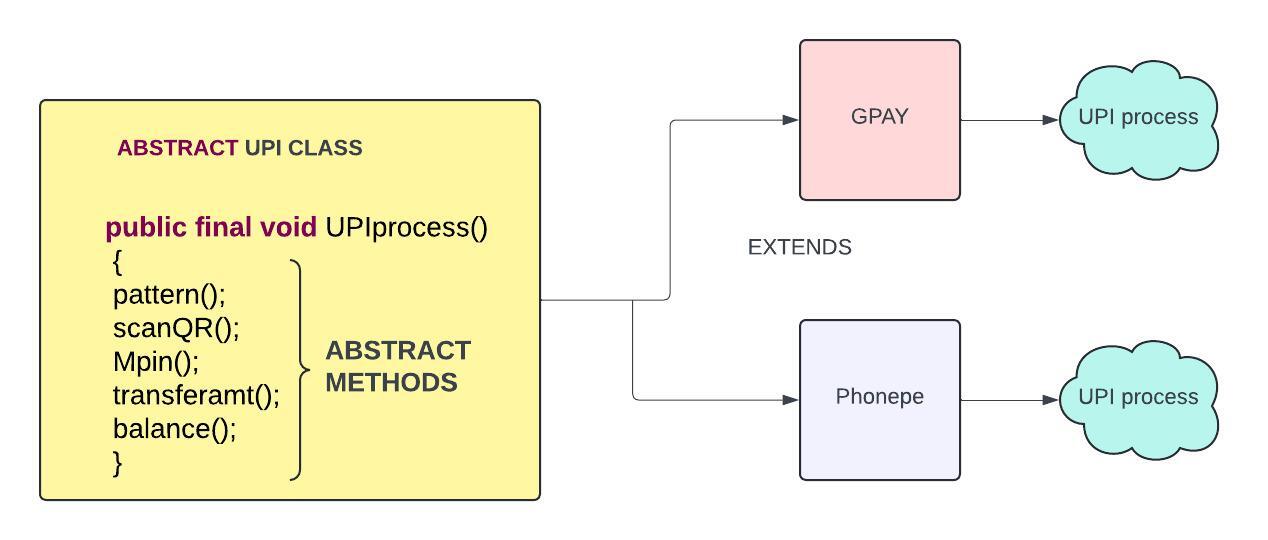 ABSTRACT UPI CLASS
public final void UPIprocess()
{
pattern();
scanQR();
Mpin();
transferamt();
balance();
}
ABSTRACT
METHODS
GPAY
UPI process
EXTENDS
Phonepe
UPI process